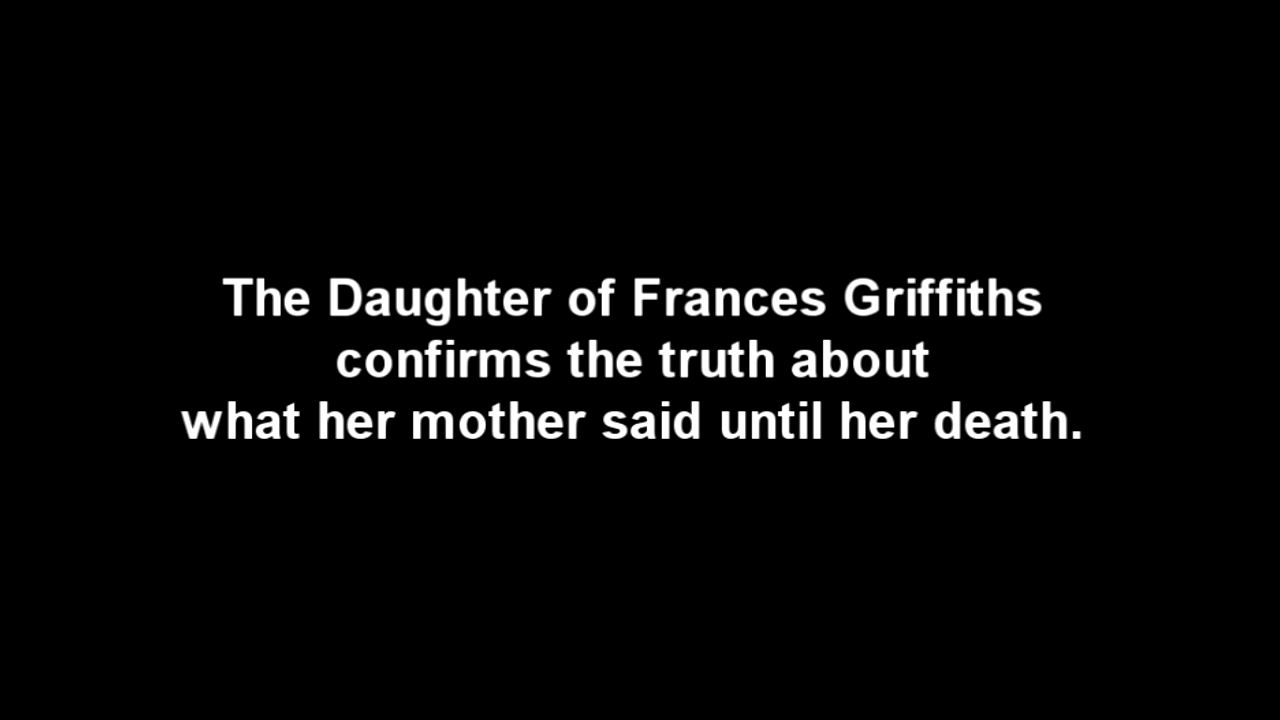 The Daughter of Frances Griffiths
confirms the truth about
what her mother said until her death.